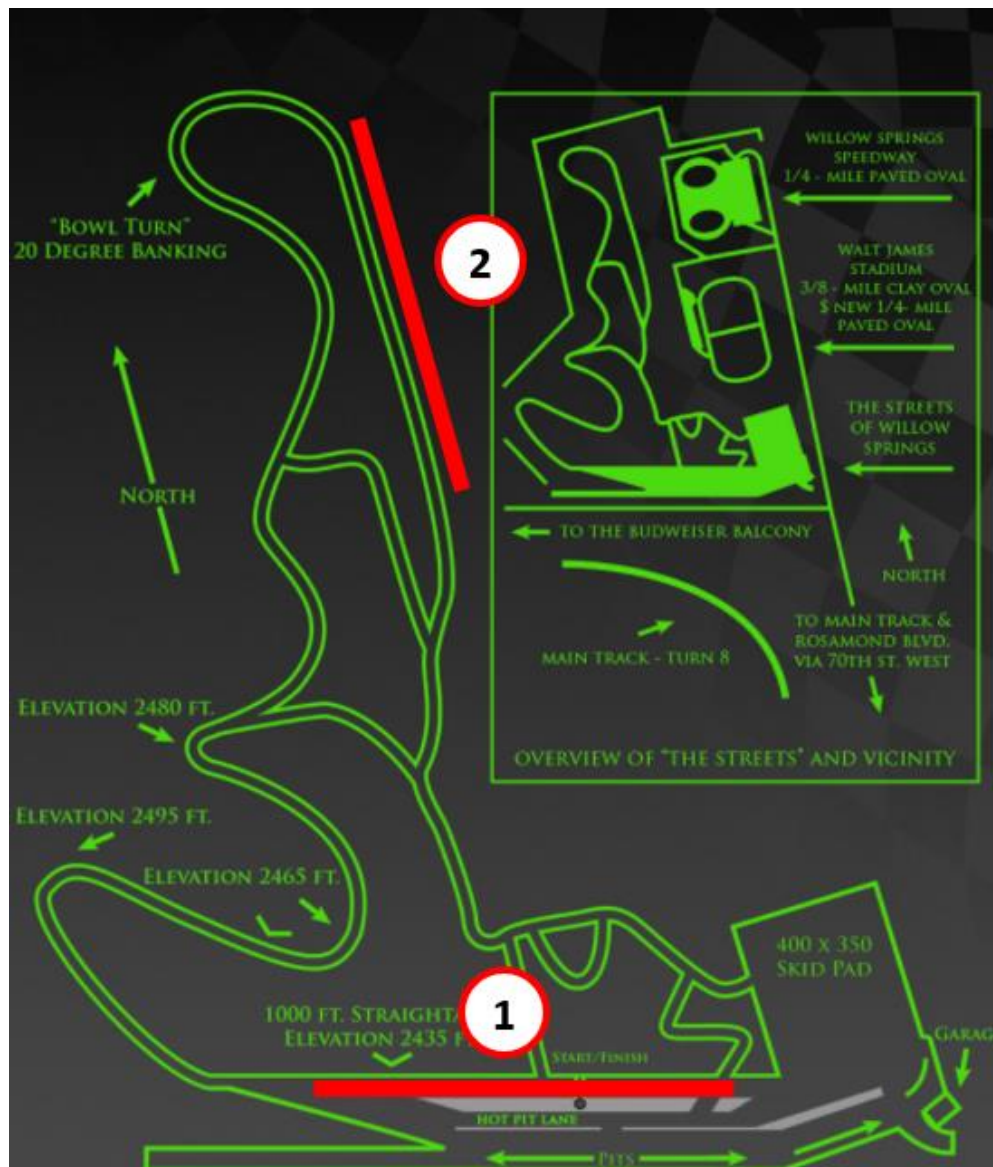 "BOWL TURN"
20 DEGREE BANKING
NORTH
ELEVATION 2480 FT.
ELEVATION 2495 FT.
ELEVATION 2465 FT.
1000 FT.
ELEVATION 2435
START/FINISH
HOT PIT LANE
PITS
400 X 350
SKID PAD
1
2
WILLOW SPRINGS
SPEEDWAY
1/4 - MILE PAVED OVAL
WALT JAMES
STADIUM
3/8 - MILE CLAY OVAL
$ NEW 1/4- MILE
PAVED OVAL
THE STREETS
OF WILLOW
SPRINGS
TO THE BUDWEISER BALCONY
NORTH
MAIN TRACK - TURN 8
TO MAIN TRACK &
ROSAMOND BLVD.
VIA 70TH ST. WEST
OVERVIEW OF "THE STREETS" AND VICINITY